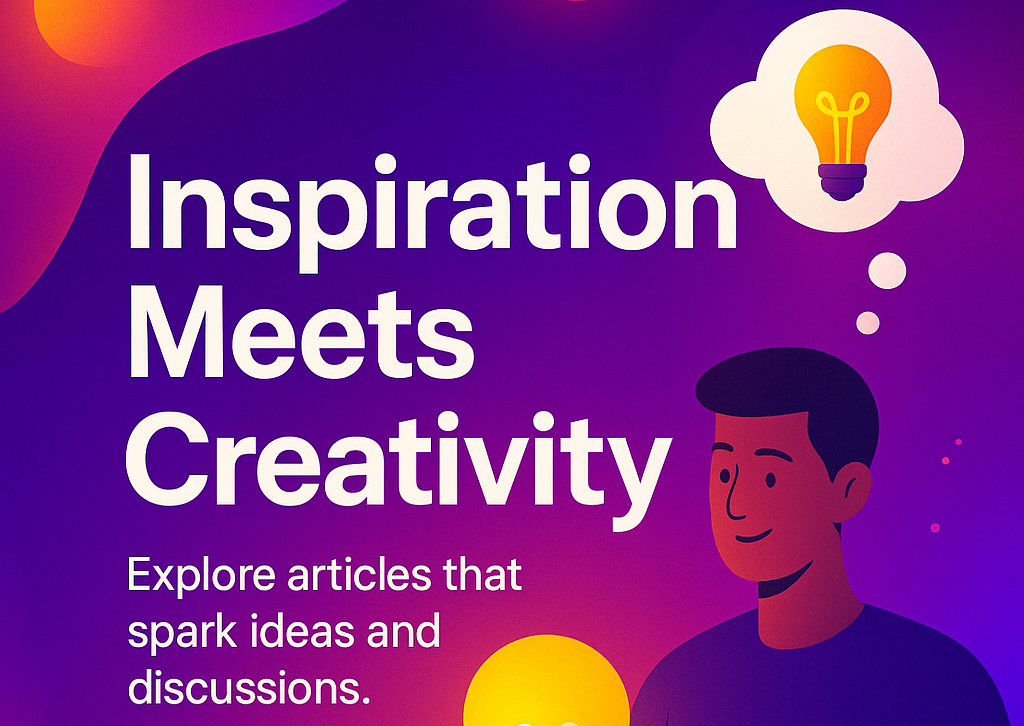 Inspiration
Meets
Creativity
Explore articles that
spark ideas and
discussions.